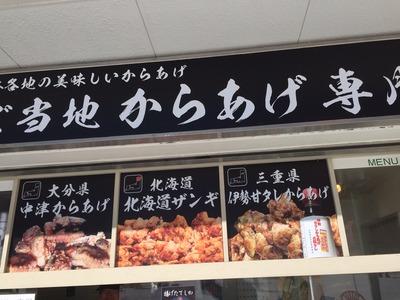 各地の美味しいからあげ
ご当地 からあげ 専
MENU
大分県
中津からあげ
北海道
北海道ザンギ
三重県
伊勢甘タレからあげ